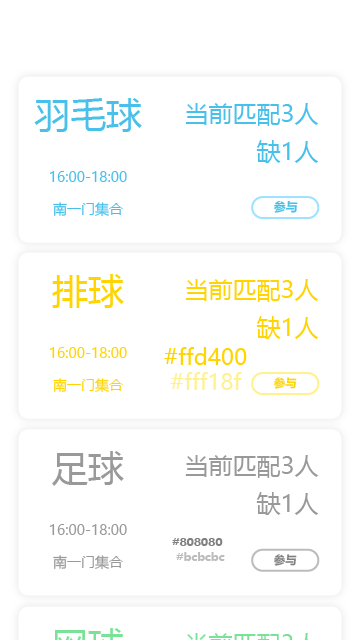 羽毛球
当前匹配3人
缺1人
16:00-18:00
南一门集合
参与
排球
当前匹配3人
缺1人
16:00-18:00
#ffd400
#fff18f
南一门集合
参与
足球
当前匹配3人
缺1人
16:00-18:00
#808080
#bcbcbc
南一门集合
参与
网球
当前匹配3人